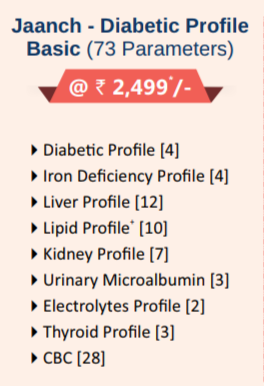 Jaanch - Diabetic Profile
Basic (73 Parameters)
@ ₹ 2,499*/-
Diabetic Profile [4]
Iron Deficiency Profile [4]
Liver Profile [12]
Lipid Profile+ [10]
Kidney Profile [7]
Urinary Microalbumin [3]
Electrolytes Profile [2]
Thyroid Profile [3]
CBC [28]